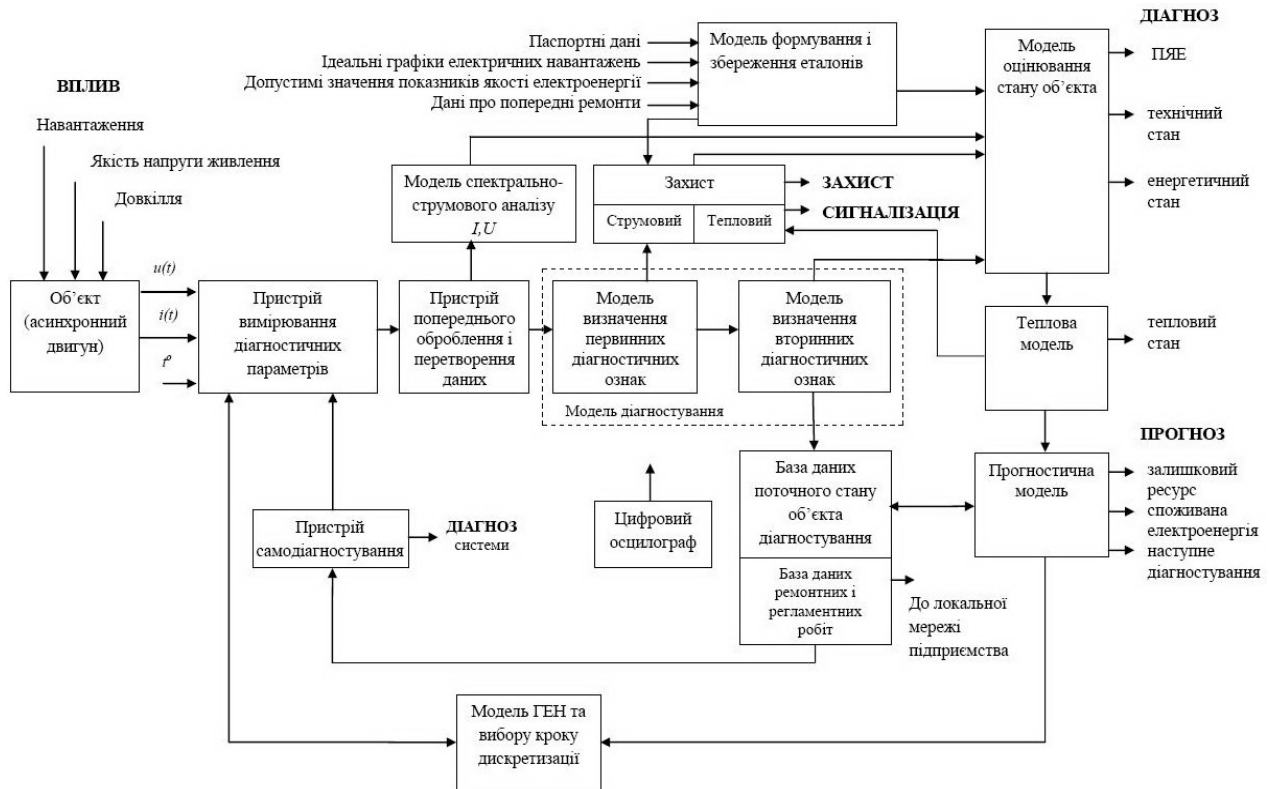 ДІАГНОЗ
Паспортні дані
Ідеальні графіки електричних навантажень
Допустимі значення показників якості електроенергії
Дані про попередні ремонти
Модель формування і
збереження еталонів
Модель
оцінювання
стану об’єкта
ПЯЕ
технічний
стан
енергетичний
стан
ВПЛИВ
Навантаження
Якість напруги живлення
Довкілля
Модель спектрально-
струмового аналізу
I,U
Захист
Струмовий
Тепловий
ЗАХИСТ
СИГНАЛІЗАЦІЯ
Об’єкт
(асинхронний
двигун)
u(t)
i(t)
tº
Пристрій
вимірювання
діагностичних
параметрів
Пристрій
попереднього
оброблення і
перетворення
даних
Модель
визначення
первинних
діагностичних
ознак
Модель
визначення
вторинних
діагностичних
ознак
Модель діагностування
Теплова
модель
тепловий
стан
ПРОГНОЗ
Прогностична
модель
залишковий
ресурс
споживана
електроенергія
наступне
діагностування
База даних
поточного стану
об’єкта
діагностування
База даних
ремонтних і
регламентних
робіт
До локальної
мережі
підприємства
Цифровий
осцилограф
Пристрій
самодіагностування
ДІАГНОЗ
системи
Модель ГЕН та
вибору кроку
дискретизації